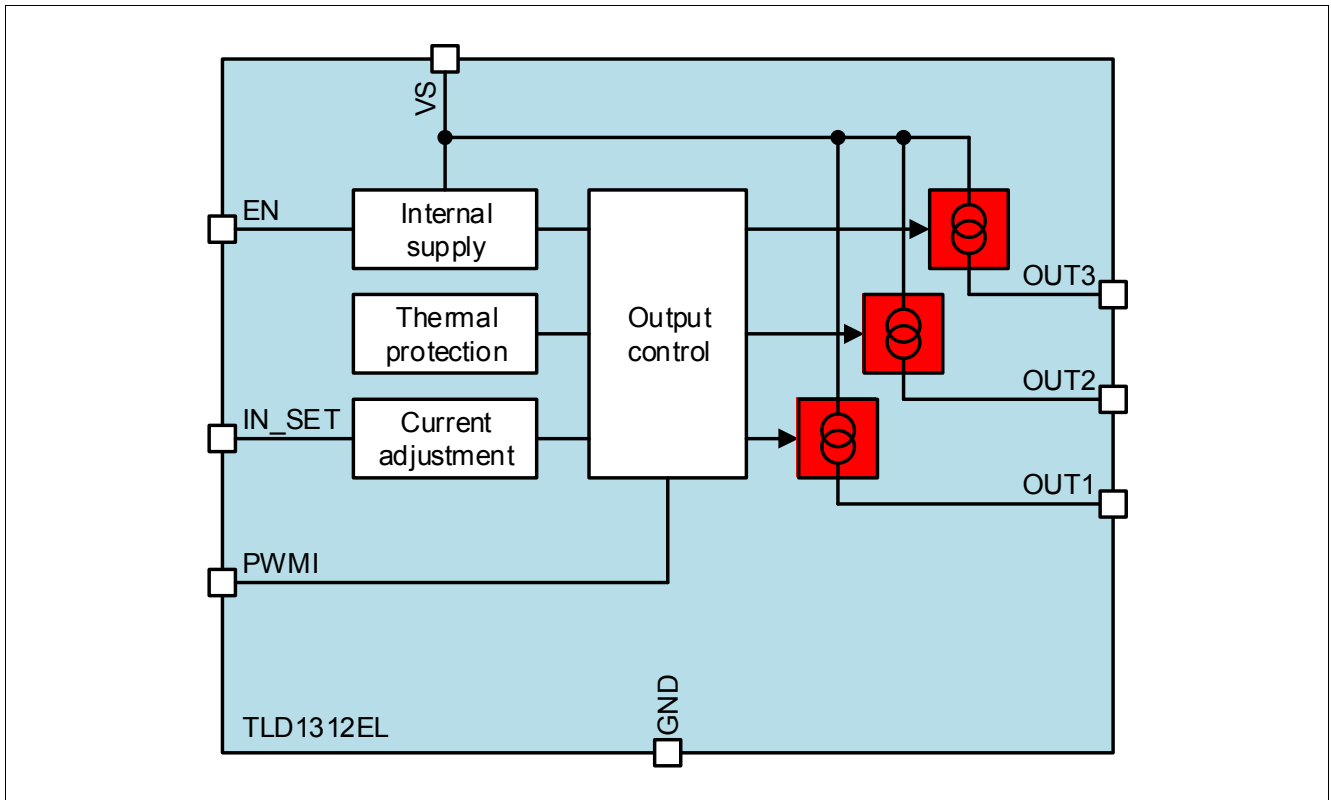 VS
EN
Internal
supply
OUT3
Thermal
protection
Output
control
OUT2
IN_SET
Current
adjustment
OUT1
PWMI
GND
TLD1312EL